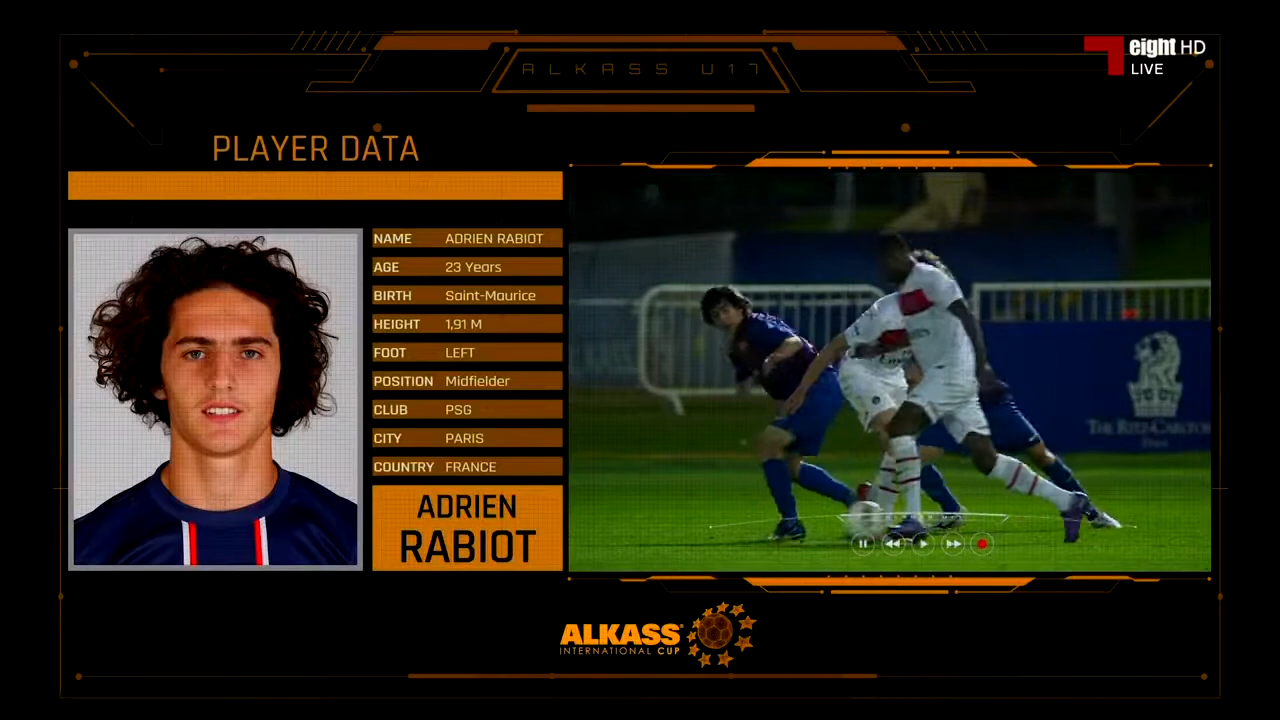 ALKASS U17
eight HD
LIVE
PLAYER DATA
NAME ADRIEN RABIOT
AGE 23 Years
BIRTH Saint-Maurice
HEIGHT 1,91 M
FOOT LEFT
POSITION Midfielder
CLUB PSG
CITY PARIS
COUNTRY FRANCE
ADRIEN
RABIOT
THE RITZ-CARLTON
ALKASS
INTERNATIONAL CUP